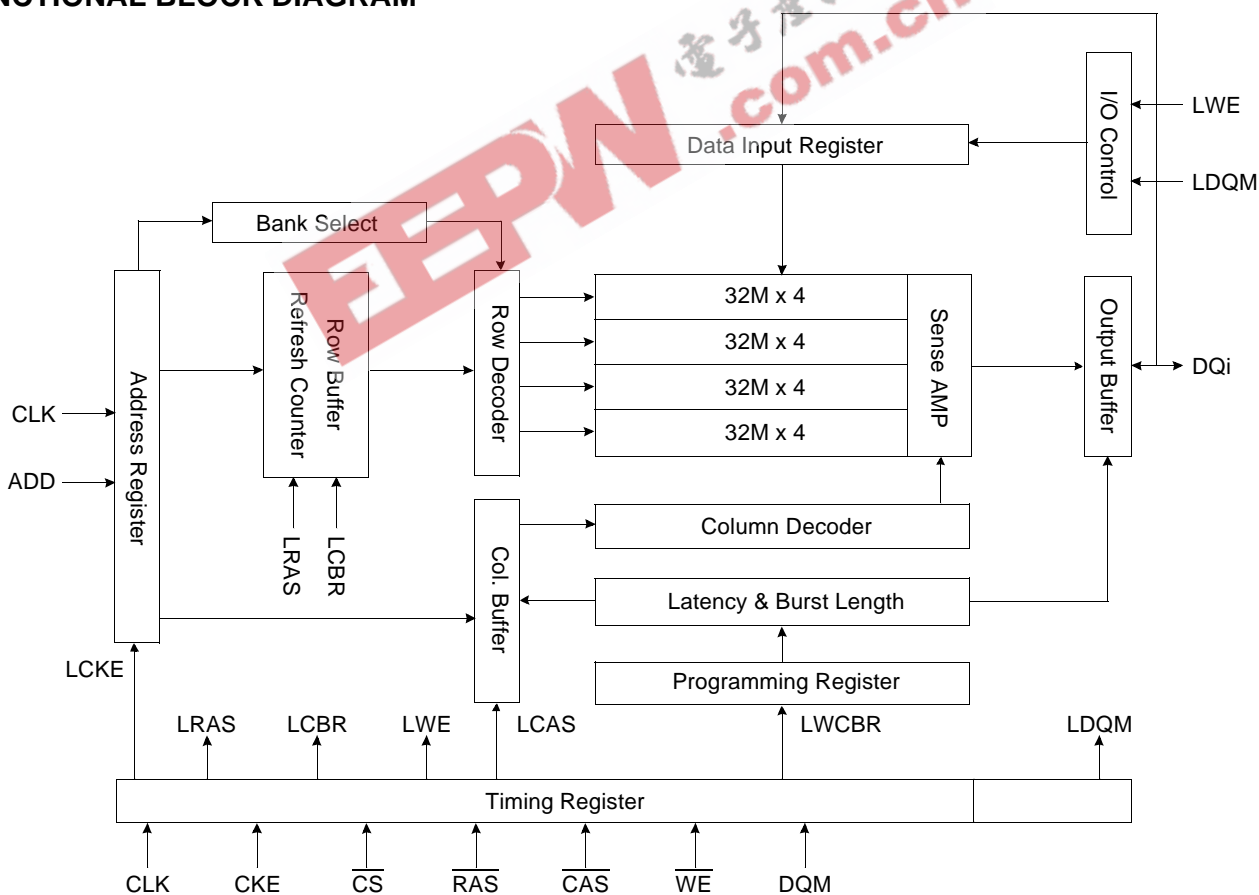 NCTIONAL BLOCK DIAGRAM
EEPW
電子產
.com.cn
I/O Control
LWE
LDQM
Data Input Register
Bank Select
Address Register
Refresh Counter
Row Buffer
Row Decoder
32M x 4
32M x 4
32M x 4
32M x 4
Sense AMP
Output Buffer
DQi
CLK
ADD
LRAS
LCBR
Col. Buffer
Column Decoder
Latency & Burst Length
Programming Register
LCKE
LRAS
LCBR
LWE
LCAS
LWCBR
LDQM
Timing Register
CLK
CKE
CS
RAS
CAS
WE
DQM